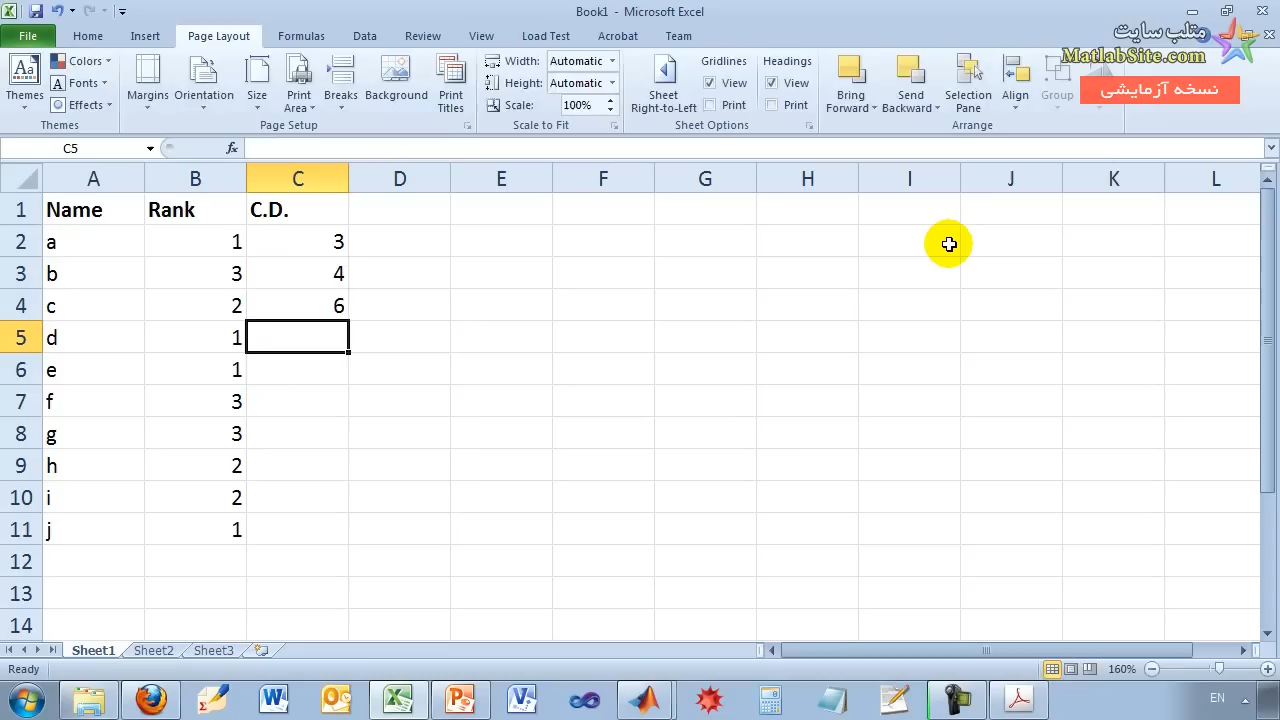 Book1 - Microsoft Excel
File Home Insert Page Layout Formulas Data Review View Load Test Acrobat Team
متلب سایت
MatlabSite.com
نسخه آزمایشی
Aa Themes Colors Fonts Effects
Margins Orientation Size Print Area Breaks Background Print Titles
Width: Automatic
Height: Automatic
Scale: 100%
Sheet Right-to-Left
Gridlines View Print
Headings View Print
Bring Forward Send Backward Selection Pane Align Group
Themes Page Setup Scale to Fit Sheet Options Arrange
C5 fx
A B C D E F G H I J K L
1 Name Rank C.D.
2 a 1 3
3 b 3 4
4 c 2 6
5 d 1
6 e 1
7 f 3
8 g 3
9 h 2
10 i 2
11 j 1
12
13
14
Sheet1 Sheet2 Sheet3
Ready 160%
EN